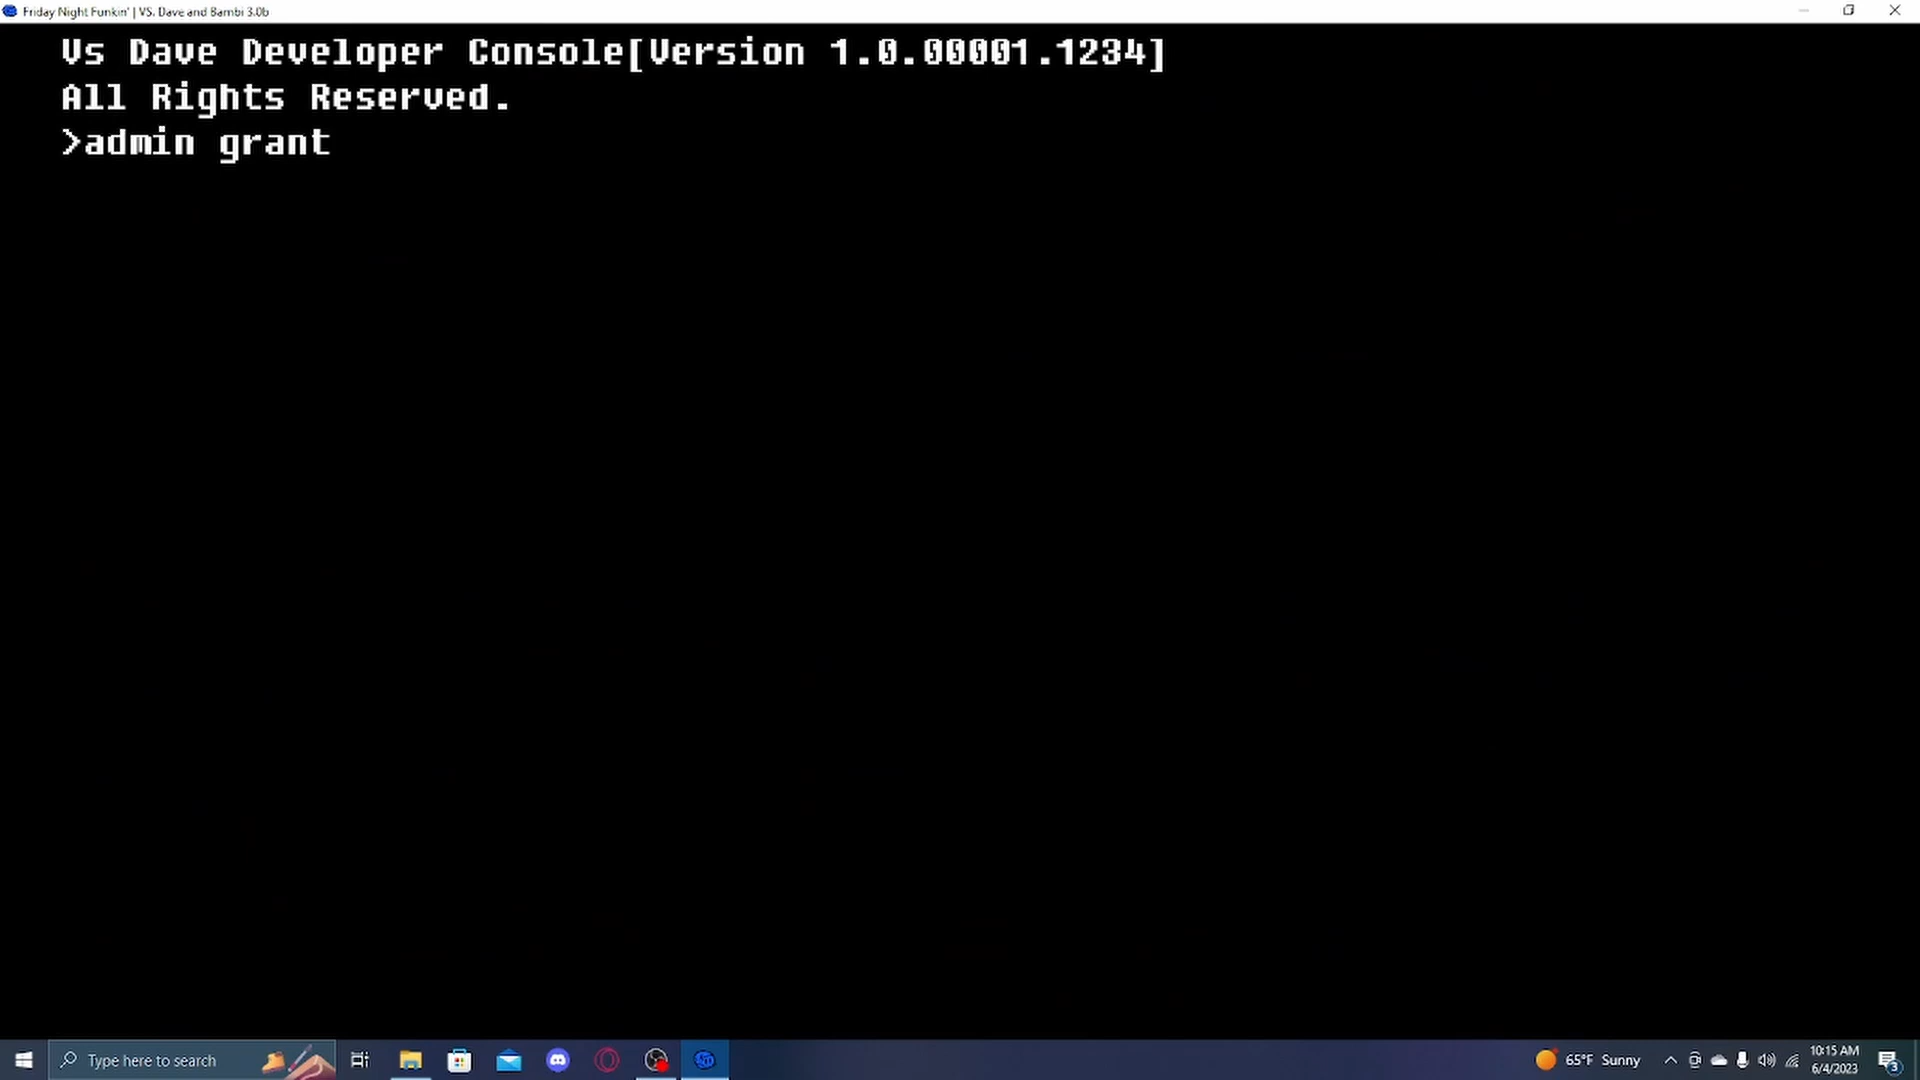 Friday Night Funkin' | VS. Dave and Bambi 3.0b
Vs Dave Developer Console[Version 1.0.00001.1234]
All Rights Reserved.
>admin grant
Type here to search
65°F Sunny
10:15 AM
6/4/2023
3